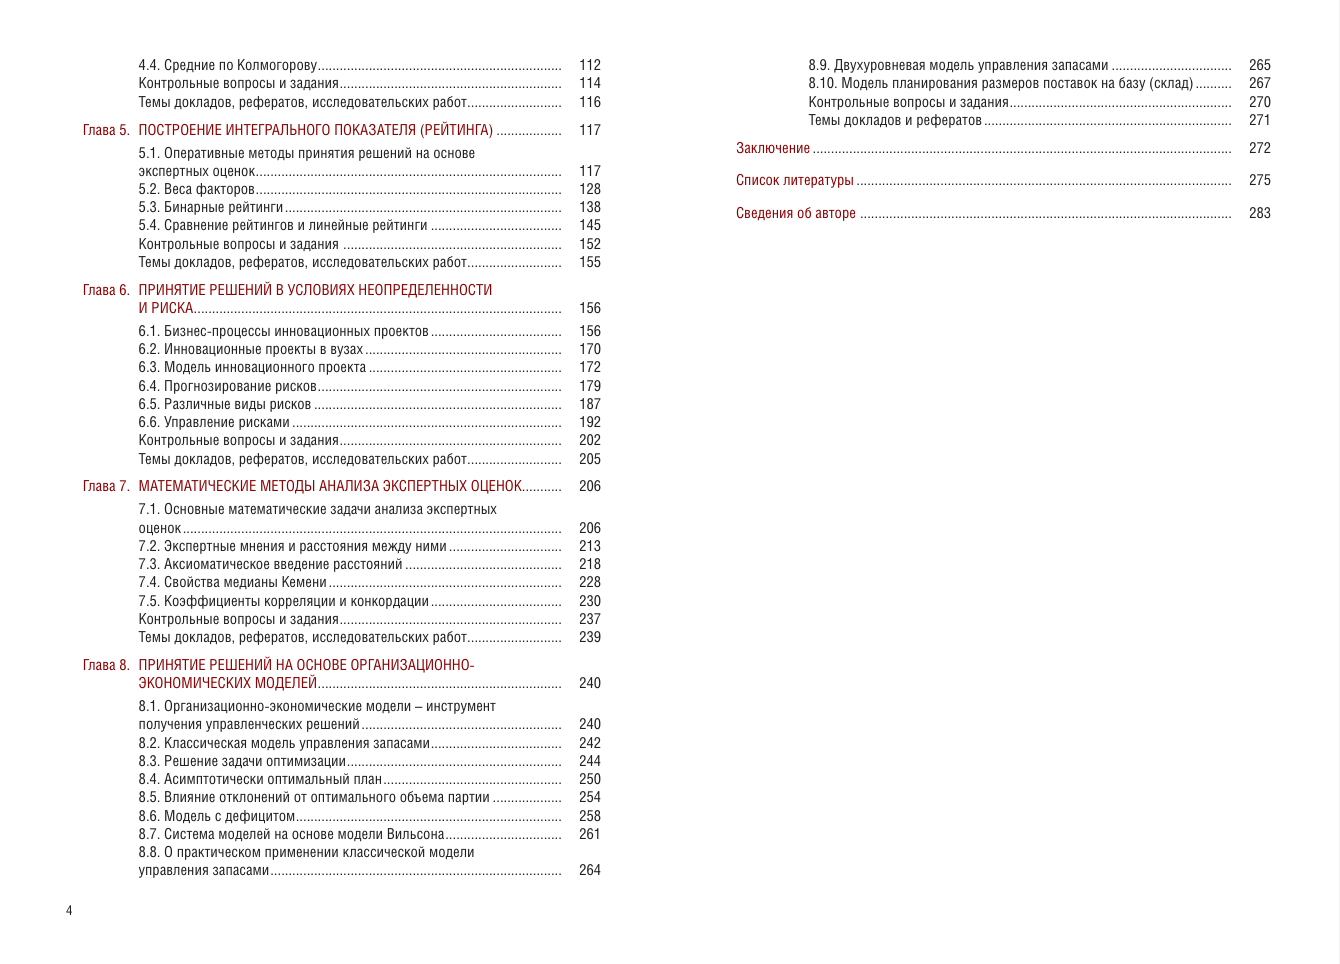 4.4. Средние по Колмогорову.................................................................... 112
Контрольные вопросы и задания............................................................. 114
Темы докладов, рефератов, исследовательских работ.......................... 116
Глава 5. ПОСТРОЕНИЕ ИНТЕГРАЛЬНОГО ПОКАЗАТЕЛЯ (РЕЙТИНГА) .................. 117
5.1. Оперативные методы принятия решений на основе
экспертных оценок.................................................................................... 117
5.2. Веса факторов.................................................................................... 128
5.3. Бинарные рейтинги ............................................................................ 138
5.4. Сравнение рейтингов и линейные рейтинги .................................... 145
Контрольные вопросы и задания ............................................................ 152
Темы докладов, рефератов, исследовательских работ.......................... 155
Глава 6. ПРИНЯТИЕ РЕШЕНИЙ В УСЛОВИЯХ НЕОПРЕДЕЛЕННОСТИ
И РИСКА..................................................................................................... 156
6.1. Бизнес-процессы инновационных проектов .................................... 156
6.2. Инновационные проекты в вузах ...................................................... 170
6.3. Модель инновационного проекта ..................................................... 172
6.4. Прогнозирование рисков................................................................... 179
6.5. Различные виды рисков .................................................................... 187
6.6. Управление рисками .......................................................................... 192
Контрольные вопросы и задания............................................................. 202
Темы докладов, рефератов, исследовательских работ.......................... 205
Глава 7. МАТЕМАТИЧЕСКИЕ МЕТОДЫ АНАЛИЗА ЭКСПЕРТНЫХ ОЦЕНОК........... 206
7.1. Основные математические задачи анализа экспертных
оценок ........................................................................................................ 206
7.2. Экспертные мнения и расстояния между ними ............................... 213
7.3. Аксиоматическое введение расстояний ........................................... 218
7.4. Свойства медианы Кемени ................................................................ 228
7.5. Коэффициенты корреляции и конкордации .................................... 230
Контрольные вопросы и задания............................................................. 237
Темы докладов, рефератов, исследовательских работ.......................... 239
Глава 8. ПРИНЯТИЕ РЕШЕНИЙ НА ОСНОВЕ ОРГАНИЗАЦИОННО-
ЭКОНОМИЧЕСКИХ МОДЕЛЕЙ................................................................... 240
8.1. Организационно-экономические модели – инструмент
получения управленческих решений ....................................................... 240
8.2. Классическая модель управления запасами.................................... 242
8.3. Решение задачи оптимизации........................................................... 244
8.4. Асимптотически оптимальный план ................................................. 250
8.5. Влияние отклонений от оптимального объема партии ................... 254
8.6. Модель с дефицитом......................................................................... 258
8.7. Система моделей на основе модели Вильсона................................ 261
8.8. О практическом применении классической модели
управления запасами ................................................................................ 264
4
8.9. Двухуровневая модель управления запасами ................................. 265
8.10. Модель планирования размеров поставок на базу (склад) .......... 267
Контрольные вопросы и задания............................................................. 270
Темы докладов и рефератов .................................................................... 271
Заключение ................................................................................................................... 272
Список литературы ....................................................................................................... 275
Сведения об авторе ...................................................................................................... 283